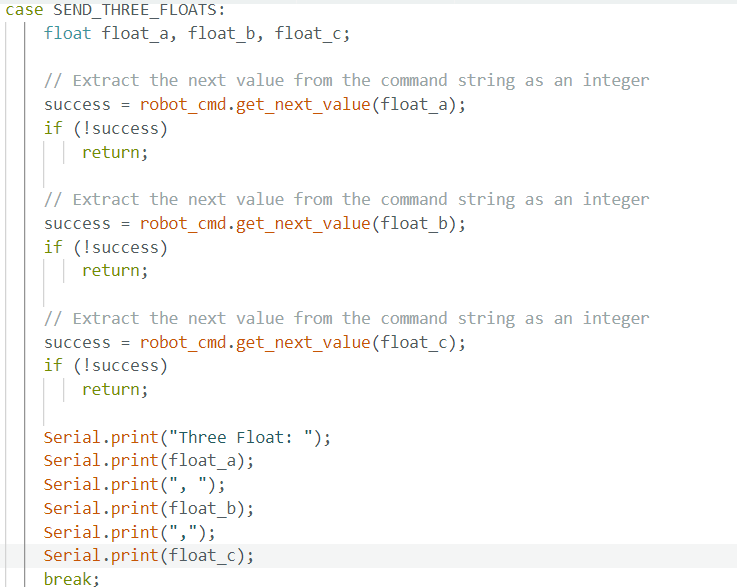 case SEND_THREE_FLOATS:
float float_a, float_b, float_c;
// Extract the next value from the command string as an integer
success = robot_cmd.get_next_value(float_a);
if (!success)
return;
// Extract the next value from the command string as an integer
success = robot_cmd.get_next_value(float_b);
if (!success)
return;
// Extract the next value from the command string as an integer
success = robot_cmd.get_next_value(float_c);
if (!success)
return;
Serial.print("Three Float: ");
Serial.print(float_a);
Serial.print(", ");
Serial.print(float_b);
Serial.print(",");
Serial.print(float_c);
break;